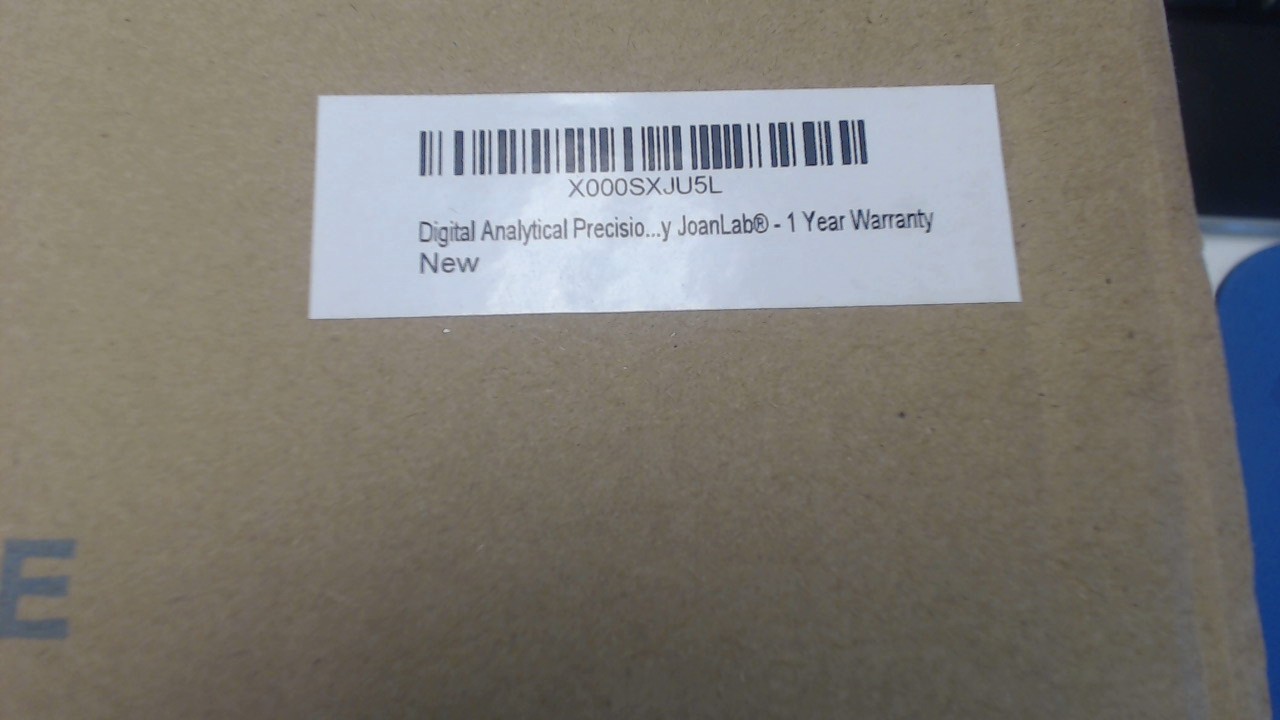 X000SXJU5L
Digital Analytical Precisio...y JoanLab® - 1 Year Warranty
New
E